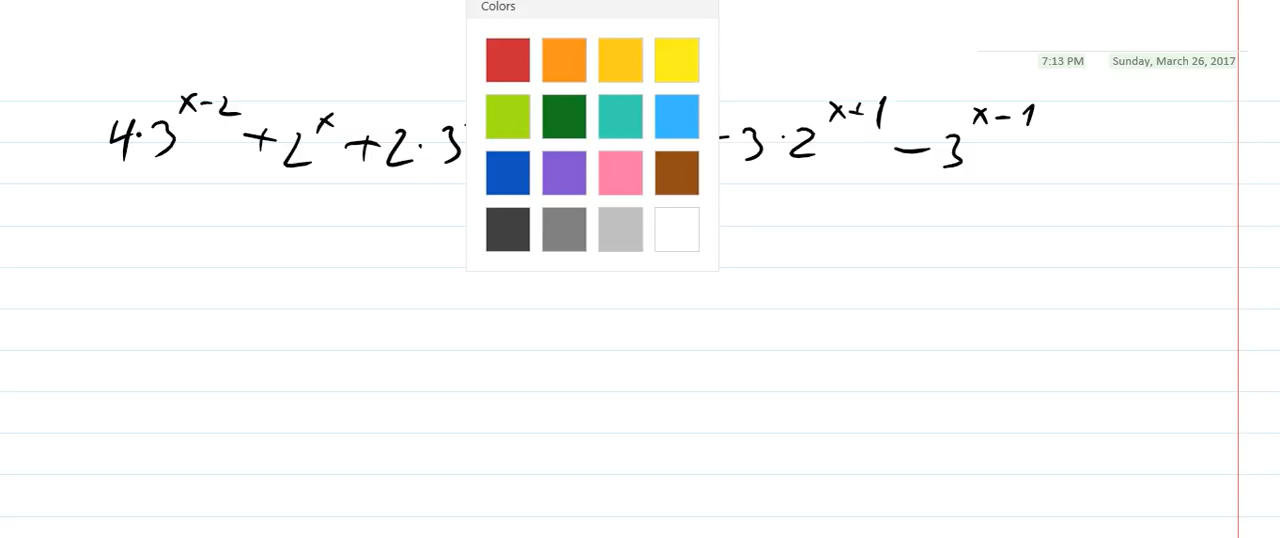 Colors
7:13 PM Sunday, March 26, 2017
4·3^{x-2} + 2^x + 2·3 - 3·2^{x+1} - 3^{x-1}